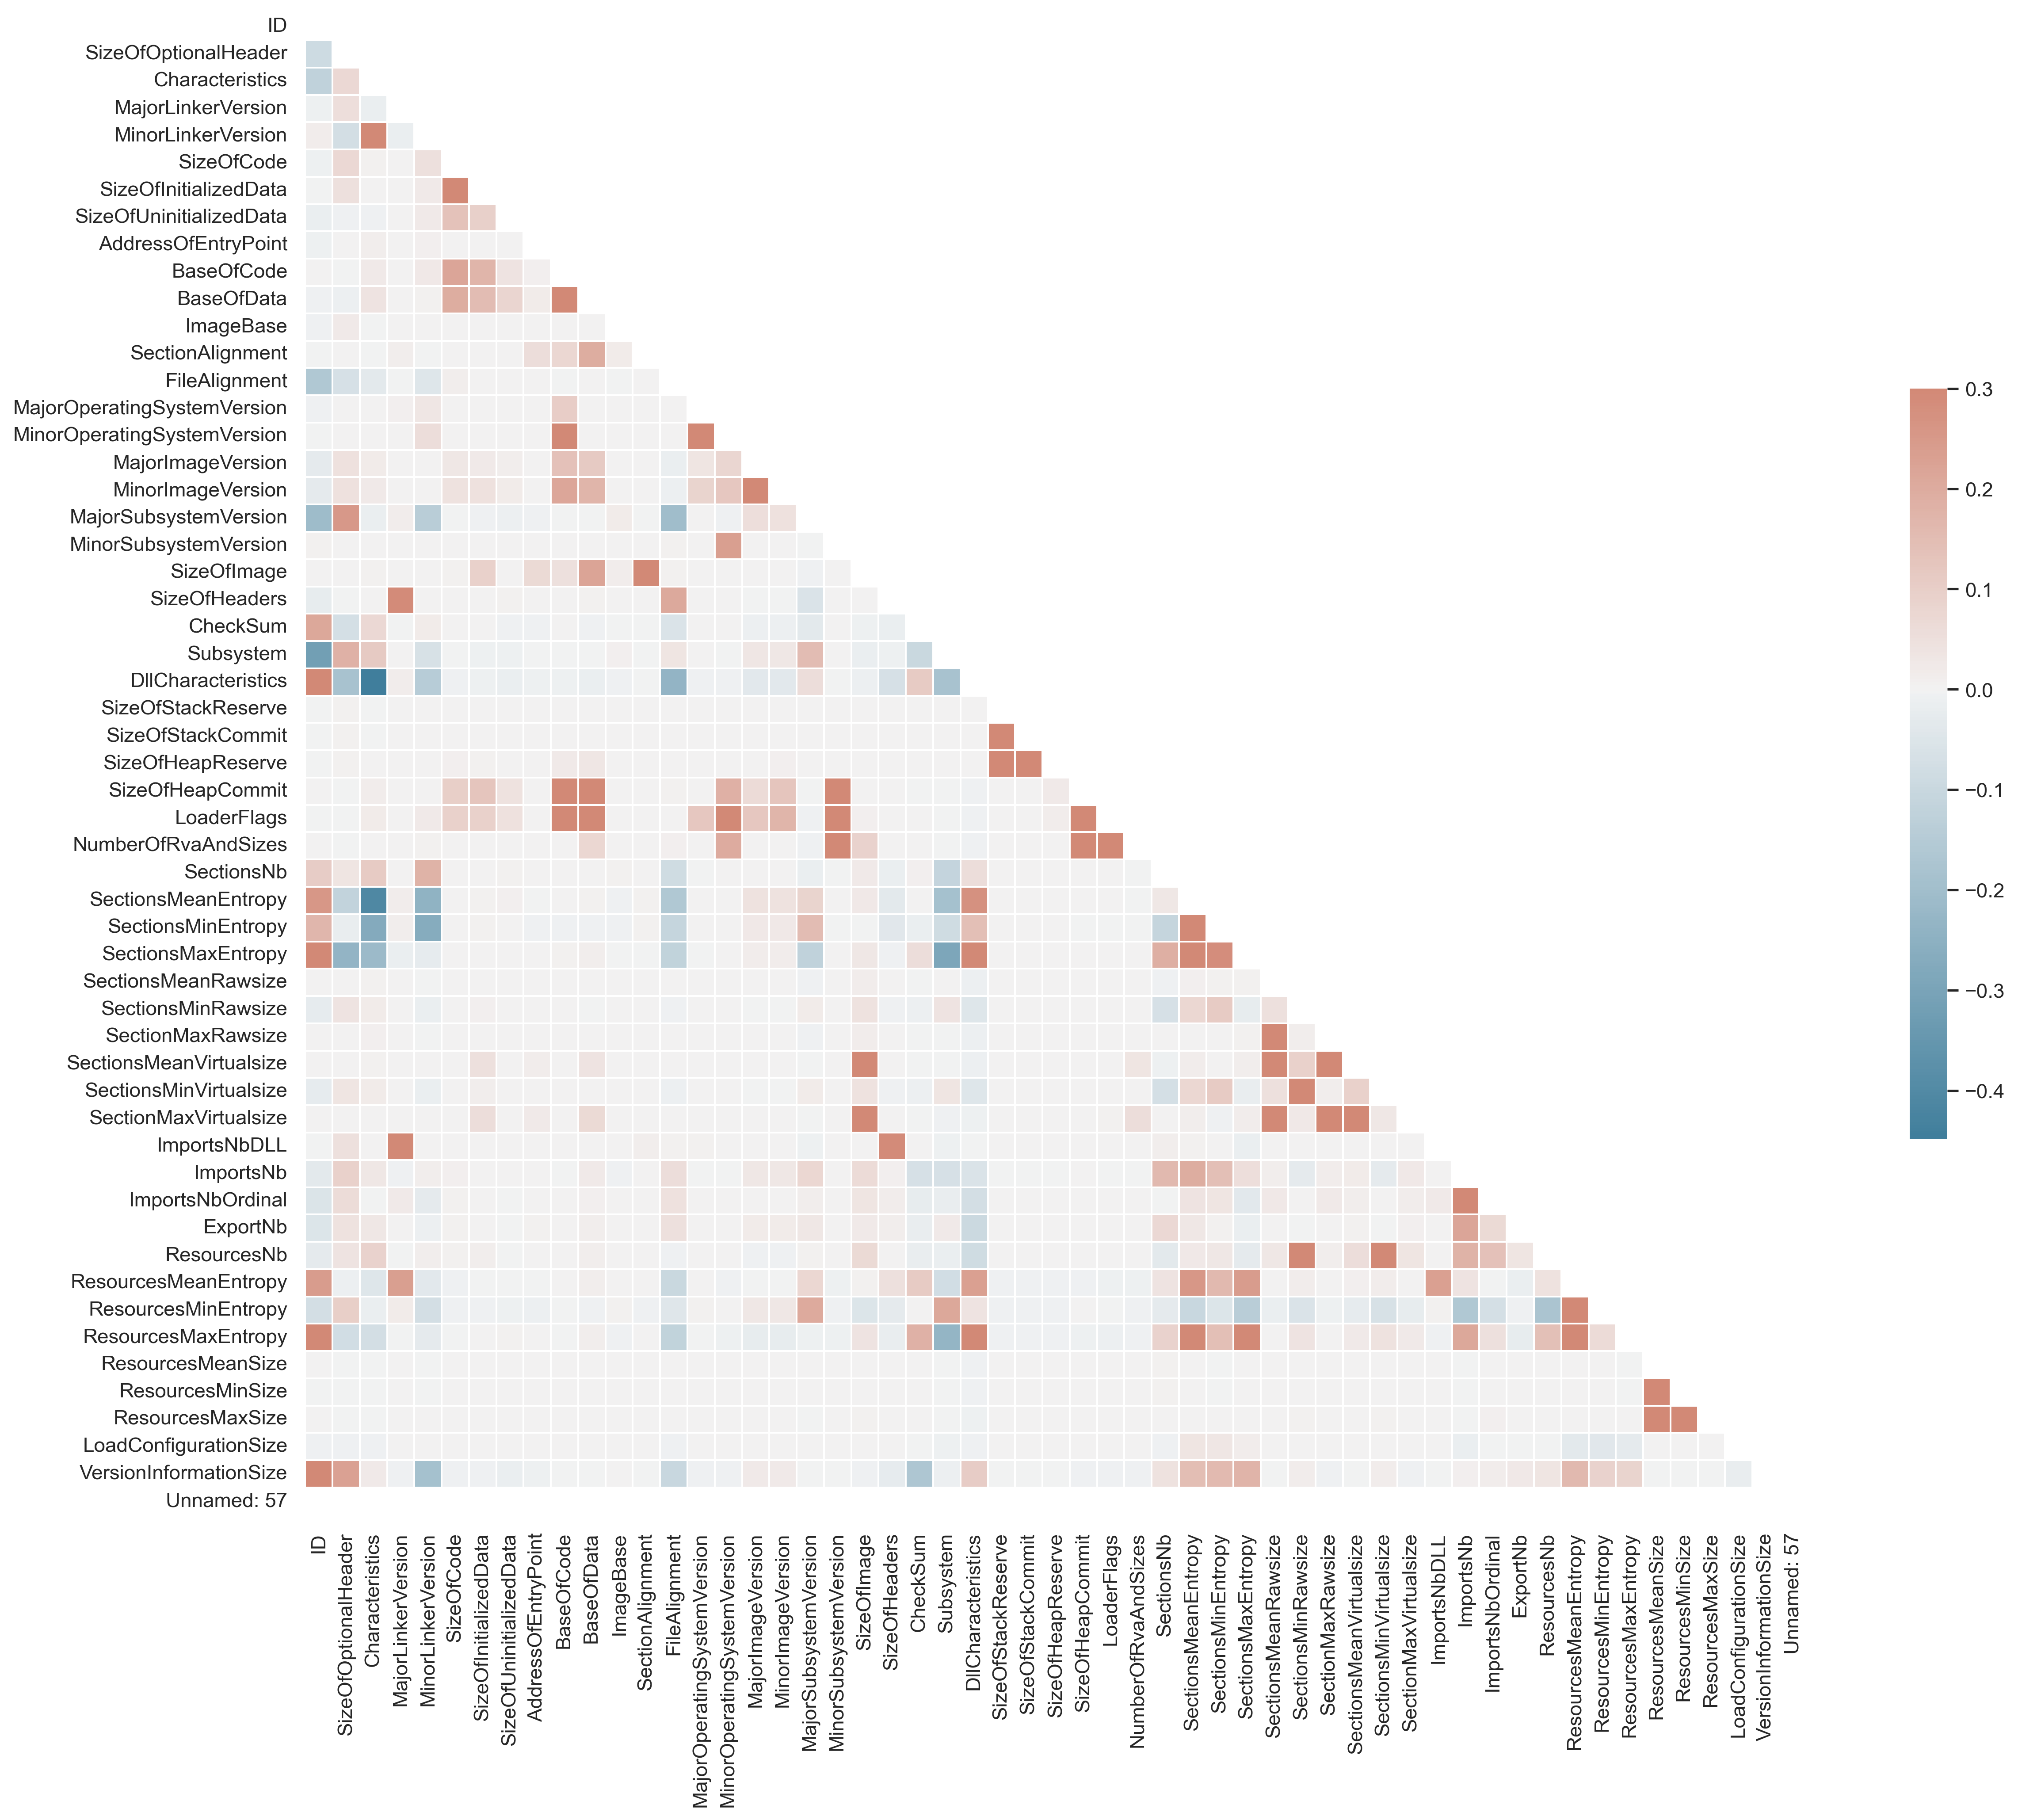 ID
SizeOfOptionalHeader
Characteristics
MajorLinkerVersion
MinorLinkerVersion
SizeOfCode
SizeOfInitializedData
SizeOfUninitializedData
AddressOfEntryPoint
BaseOfCode
BaseOfData
ImageBase
SectionAlignment
FileAlignment
MajorOperatingSystemVersion
MinorOperatingSystemVersion
MajorImageVersion
MinorImageVersion
MajorSubsystemVersion
MinorSubsystemVersion
SizeOfImage
SizeOfHeaders
CheckSum
Subsystem
DllCharacteristics
SizeOfStackReserve
SizeOfStackCommit
SizeOfHeapReserve
SizeOfHeapCommit
LoaderFlags
NumberOfRvaAndSizes
SectionsNb
SectionsMeanEntropy
SectionsMinEntropy
SectionsMaxEntropy
SectionsMeanRawsize
SectionsMinRawsize
SectionMaxRawsize
SectionsMeanVirtualsize
SectionsMinVirtualsize
SectionMaxVirtualsize
ImportsNbDLL
ImportsNb
ImportsNbOrdinal
ExportNb
ResourcesNb
ResourcesMeanEntropy
ResourcesMinEntropy
ResourcesMaxEntropy
ResourcesMeanSize
ResourcesMinSize
ResourcesMaxSize
LoadConfigurationSize
VersionInformationSize
Unnamed: 57
ID
SizeOfOptionalHeader
Characteristics
MajorLinkerVersion
MinorLinkerVersion
SizeOfCode
SizeOfInitializedData
SizeOfUninitializedData
AddressOfEntryPoint
BaseOfCode
BaseOfData
ImageBase
SectionAlignment
FileAlignment
MajorOperatingSystemVersion
MinorOperatingSystemVersion
MajorImageVersion
MinorImageVersion
MajorSubsystemVersion
MinorSubsystemVersion
SizeOfImage
SizeOfHeaders
CheckSum
Subsystem
DllCharacteristics
SizeOfStackReserve
SizeOfStackCommit
SizeOfHeapReserve
SizeOfHeapCommit
LoaderFlags
NumberOfRvaAndSizes
SectionsNb
SectionsMeanEntropy
SectionsMinEntropy
SectionsMaxEntropy
SectionsMeanRawsize
SectionsMinRawsize
SectionMaxRawsize
SectionsMeanVirtualsize
SectionsMinVirtualsize
SectionMaxVirtualsize
ImportsNbDLL
ImportsNb
ImportsNbOrdinal
ExportNb
ResourcesNb
ResourcesMeanEntropy
ResourcesMinEntropy
ResourcesMaxEntropy
ResourcesMeanSize
ResourcesMinSize
ResourcesMaxSize
LoadConfigurationSize
VersionInformationSize
Unnamed: 57
0.3
0.2
0.1
0.0
−0.1
−0.2
−0.3
−0.4